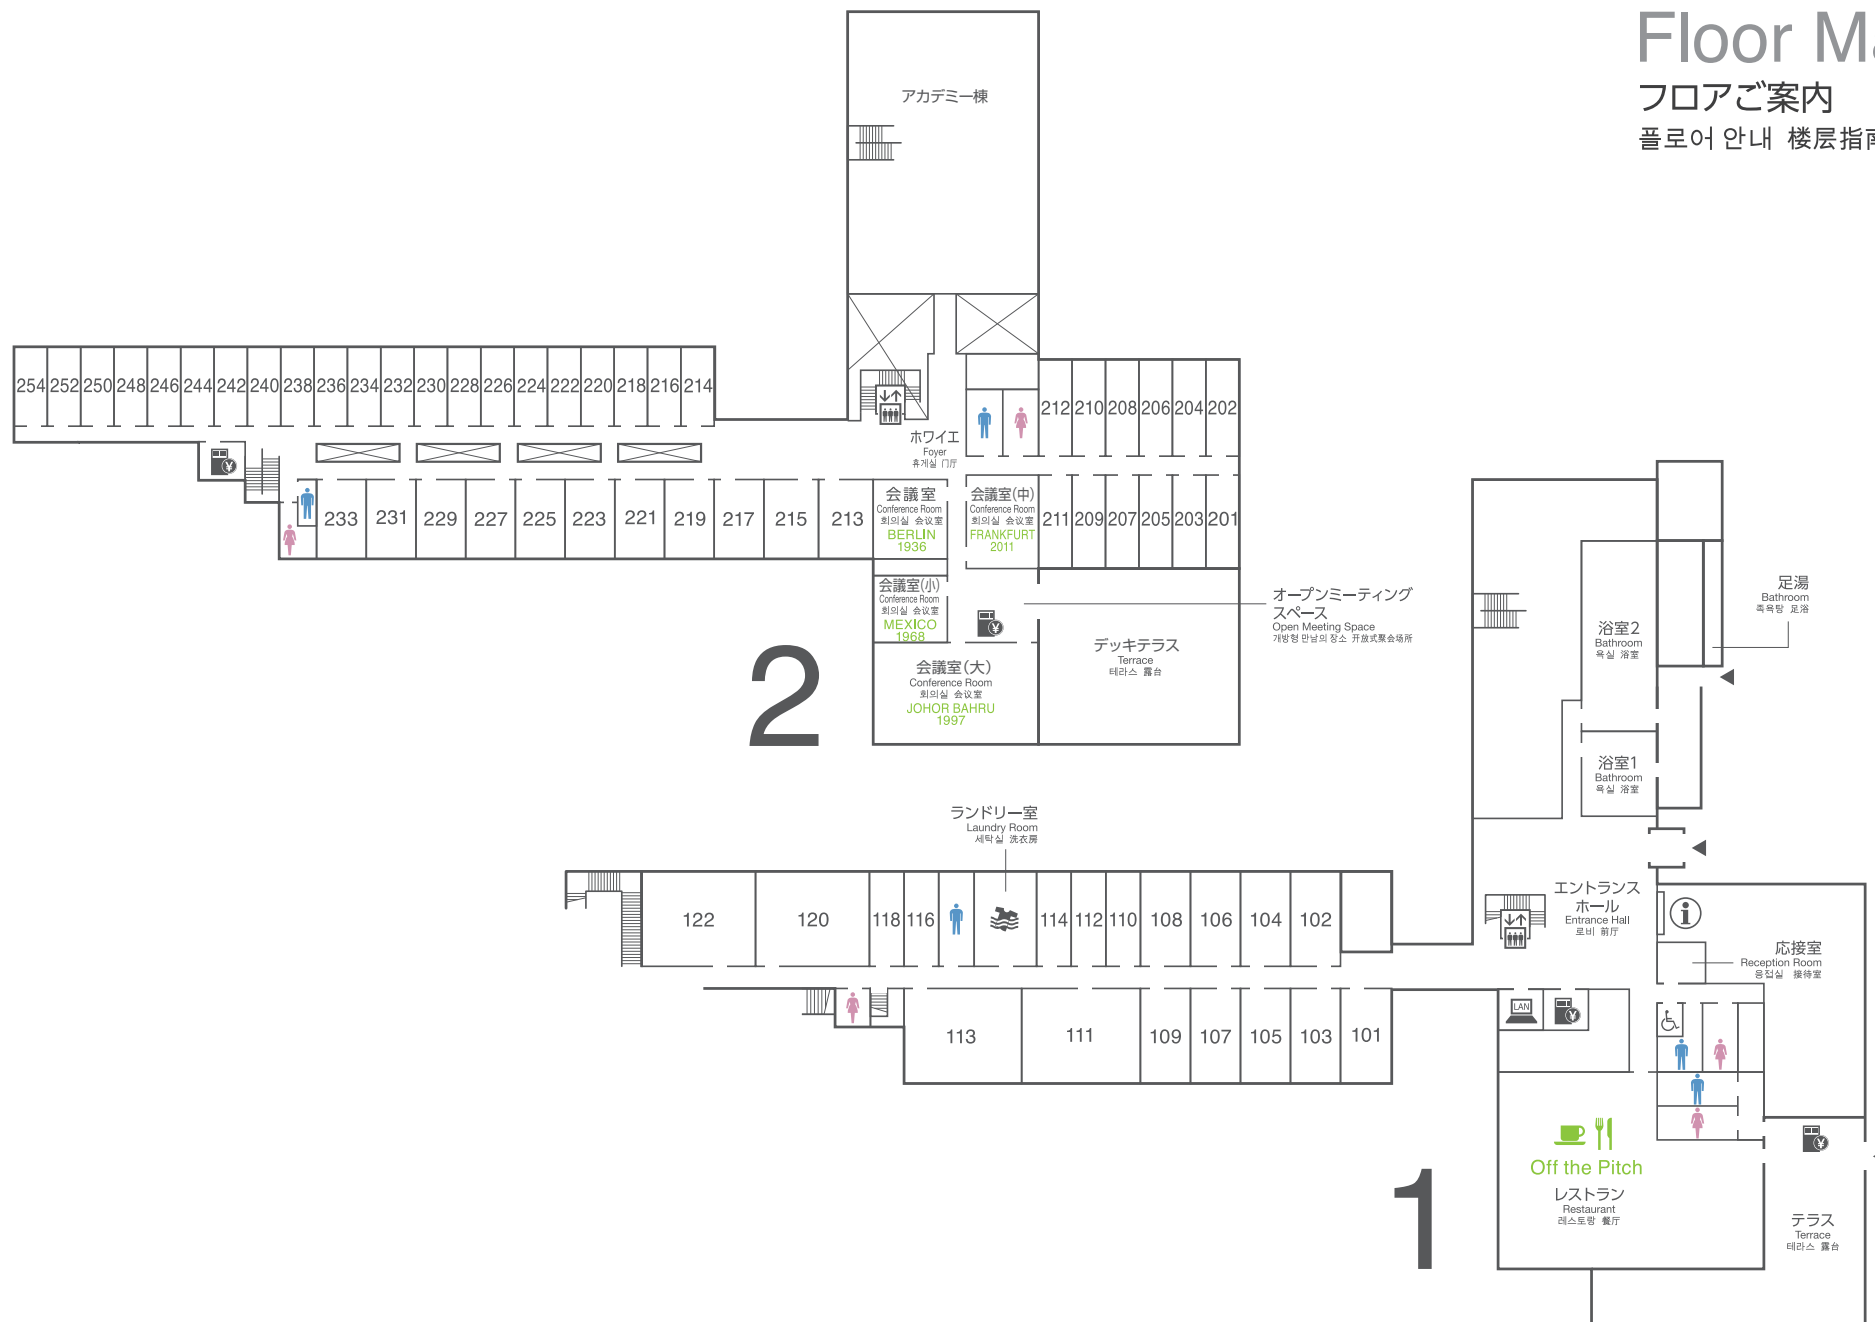 Floor Ma
フロアご案内
플로어 안내 楼层指南
アカデミー棟
254 252 250 248 246 244 242 240 238 236 234 232 230 228 226 224 222 220 218 216 214
212 210 208 206 204 202
ホワイエ
Foyer
휴게실 门厅
233 231 229 227 225 223 221 219 217 215 213
会議室
Conference Room
회의실 会议室
BERLIN
1936
会議室(中)
Conference Room
회의실 会议室
FRANKFURT
2011
211 209 207 205 203 201
会議室(小)
Conference Room
회의실 会议室
MEXICO
1968
オープンミーティング
スペース
Open Meeting Space
개방형 만남의 장소 开放式聚会场所
デッキテラス
Terrace
테라스 露台
会議室(大)
Conference Room
회의실 会议室
JOHOR BAHRU
1997
2
足湯
Bathroom
족욕탕 足浴
浴室2
Bathroom
욕실 浴室
浴室1
Bathroom
욕실 浴室
ランドリー室
Laundry Room
세탁실 洗衣房
122 120 118 116 114 112 110 108 106 104 102
エントランス
ホール
Entrance Hall
로비 前厅
i
応接室
Reception Room
응접실 接待室
LAN
¥
113 111 109 107 105 103 101
Off the Pitch
レストラン
Restaurant
레스토랑 餐厅
テラス
Terrace
테라스 露台
1